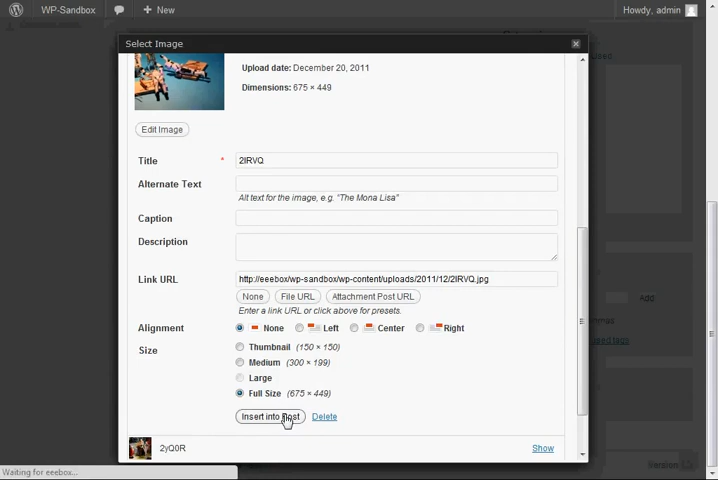 WP-Sandbox + New Howdy, admin
Select Image
Upload date: December 20, 2011
Dimensions: 675 × 449
Edit Image
Title * 2IRVQ
Alternate Text
Alt text for the image, e.g. "The Mona Lisa"
Caption
Description
Link URL http://eeebox/wp-sandbox/wp-content/uploads/2011/12/2IRVQ.jpg
None File URL Attachment Post URL
Enter a link URL or click above for presets.
Alignment None Left Center Right
Size Thumbnail (150 × 150)
Medium (300 × 199)
Large
Full Size (675 × 449)
Insert into Post Delete
2yQ0R Show
Waiting for eeebox...
Add
Version